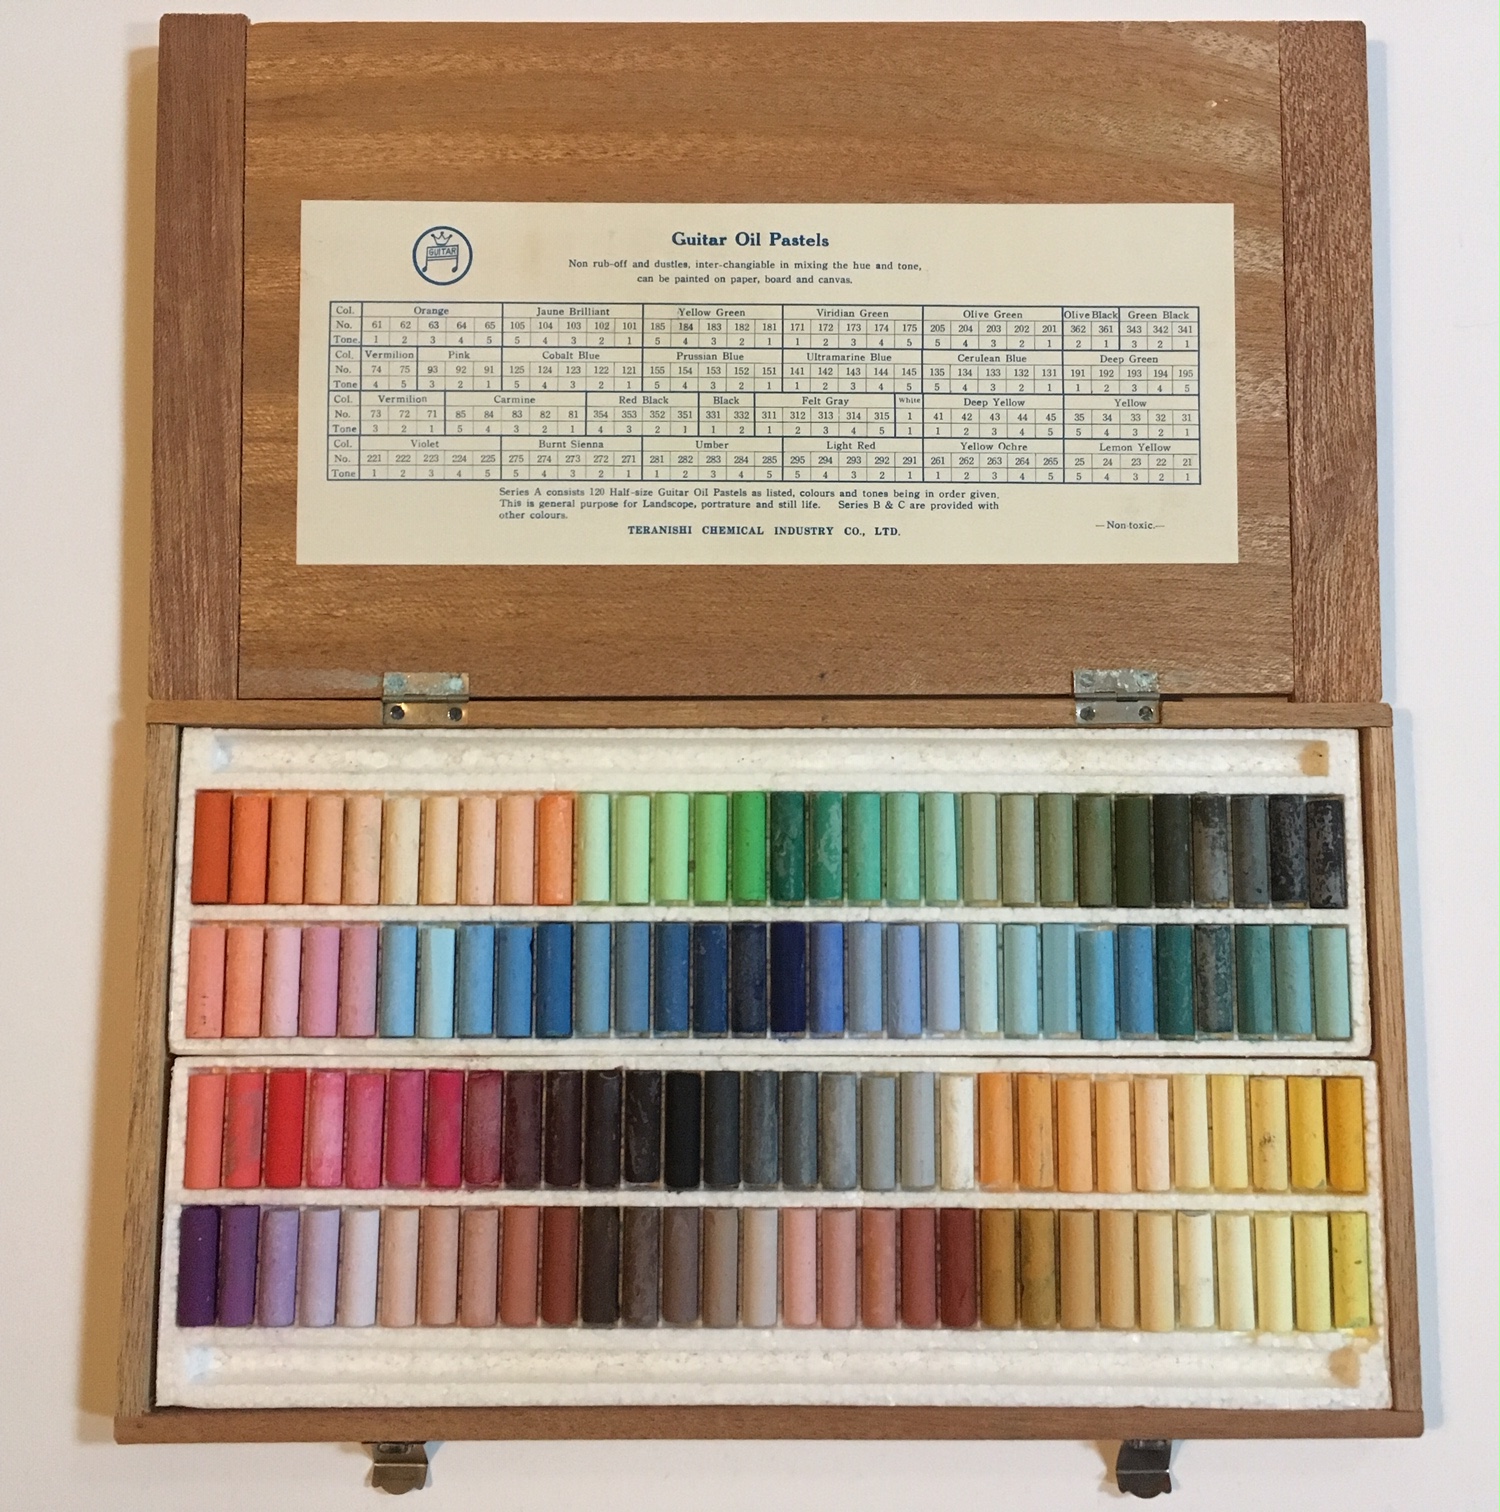 GUITAR
Guitar Oil Pastels
Non rub-off and dustles, inter-changiable in mixing the hue and tone,
can be painted on paper, board and canvas.
Col. Orange Jaune Brilliant Yellow Green Viridian Green Olive Green Olive Black Green Black
No. 61 62 63 64 65 105 104 103 102 101 185 184 183 182 181 171 172 173 174 175 205 204 203 202 201 362 361 343 342 341
Tone 1 2 3 4 5 5 4 3 2 1 5 4 3 2 1 1 2 3 4 5 5 4 3 2 1 2 1 3 2 1
Col. Vermilion Pink Cobalt Blue Prussian Blue Ultramarine Blue Cerulean Blue Deep Green
No. 74 75 93 92 91 125 124 123 122 121 155 154 153 152 151 141 142 143 144 145 135 134 133 132 131 191 192 193 194 195
Tone 4 5 3 2 1 5 4 3 2 1 5 4 3 2 1 1 2 3 4 5 5 4 3 2 1 1 2 3 4 5
Col. Vermilion Carmine Red Black Black Felt Gray White Deep Yellow Yellow
No. 73 72 71 85 84 83 82 81 354 353 352 351 331 332 311 312 313 314 315 1 41 42 43 44 45 35 34 33 32 31
Tone 3 2 1 5 4 3 2 1 4 3 2 1 1 2 1 2 3 4 5 1 1 2 3 4 5 5 4 3 2 1
Col. Violet Burnt Sienna Umber Light Red Yellow Ochre Lemon Yellow
No. 221 222 223 224 225 275 274 273 272 271 281 282 283 284 285 295 294 293 292 291 261 262 263 264 265 25 24 23 22 21
Tone 1 2 3 4 5 5 4 3 2 1 1 2 3 4 5 5 4 3 2 1 1 2 3 4 5 5 4 3 2 1
Series A consists 120 Half-size Guitar Oil Pastels as listed, colours and tones being in order given.
This is general purpose for Landscope, portrature and still life. Series B & C are provided with
other colours.
TERANISHI CHEMICAL INDUSTRY CO., LTD.
—Non-toxic.—